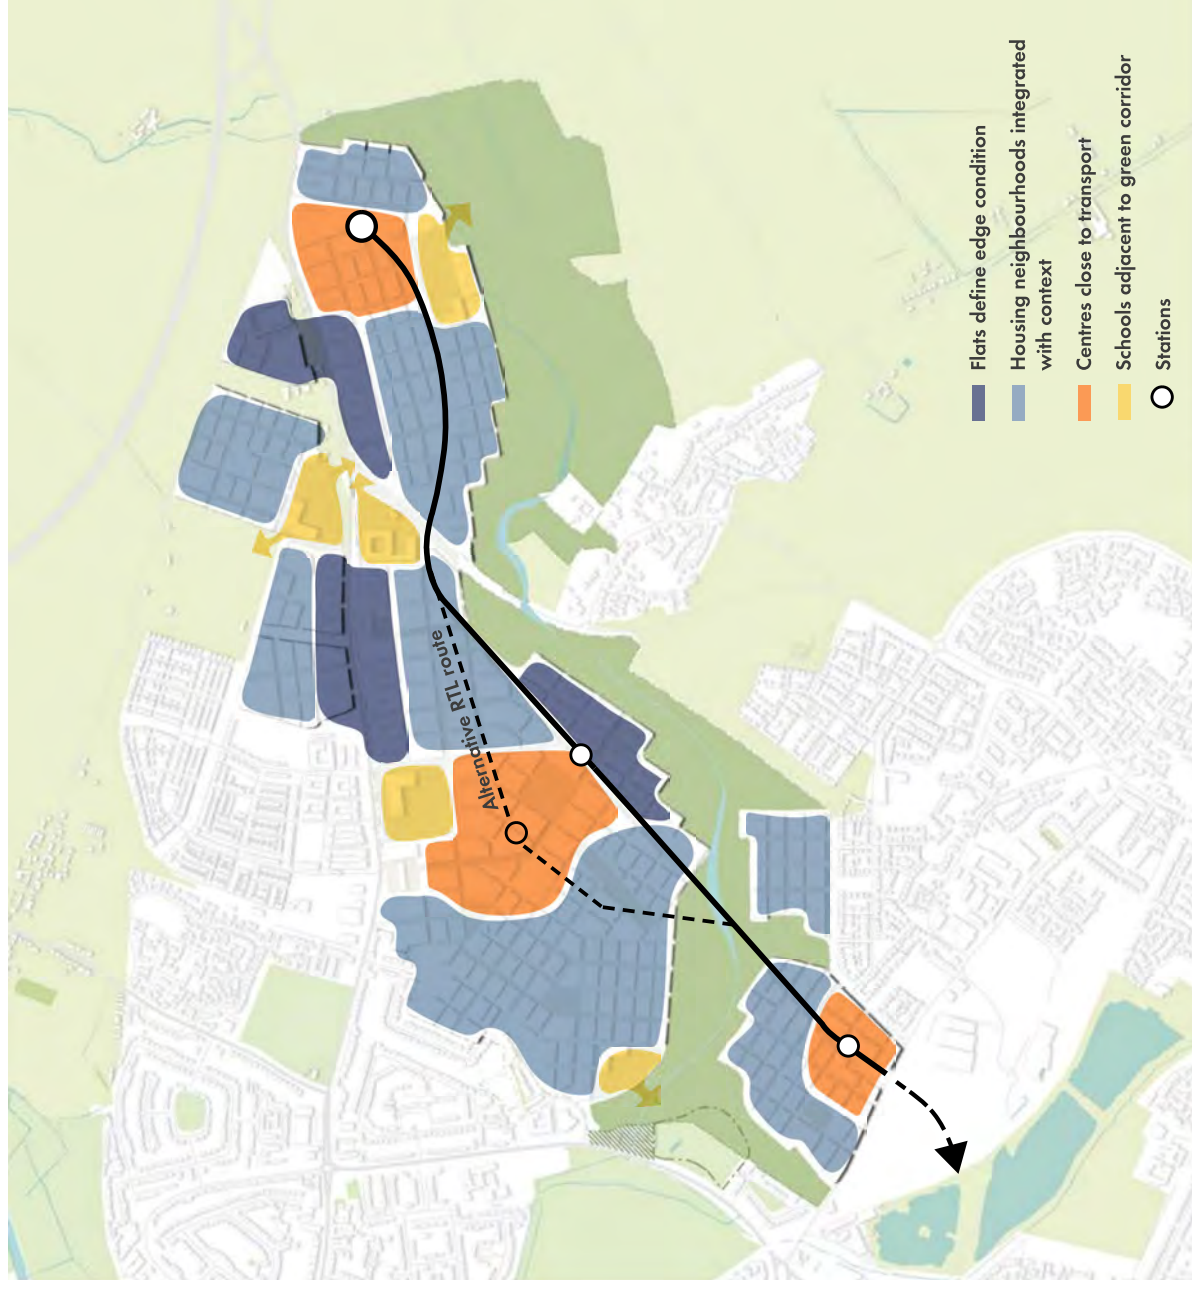 Flats define edge condition
Housing neighbourhoods integrated
with context
Centres close to transport
Schools adjacent to green corridor
Stations
Alternative RTL route